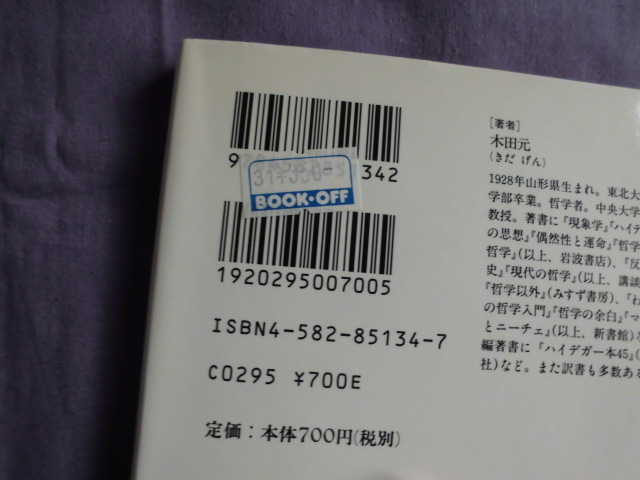 342
31 ¥350-
BOOK・OFF
1920295007005
ISBN4-582-85134-7
C0295 ¥700E
定価：本体700円(税別)
[著者]
木田元
(きだ げん)
1928年山形県生まれ。東北大
学部卒業。哲学者。中央大学
教授。著書に『現象学』『ハイデ
の思想』『偶然性と運命』『哲学
哲学』(以上、岩波書店)、『反
史』『現代の哲学』(以上、講談
『哲学以外』(みすず書房)、『わ
の哲学入門』『哲学の余白』『マ
とニーチェ』(以上、新書館)な
編著書に『ハイデガー本45』(
社)など。また訳書も多数ある